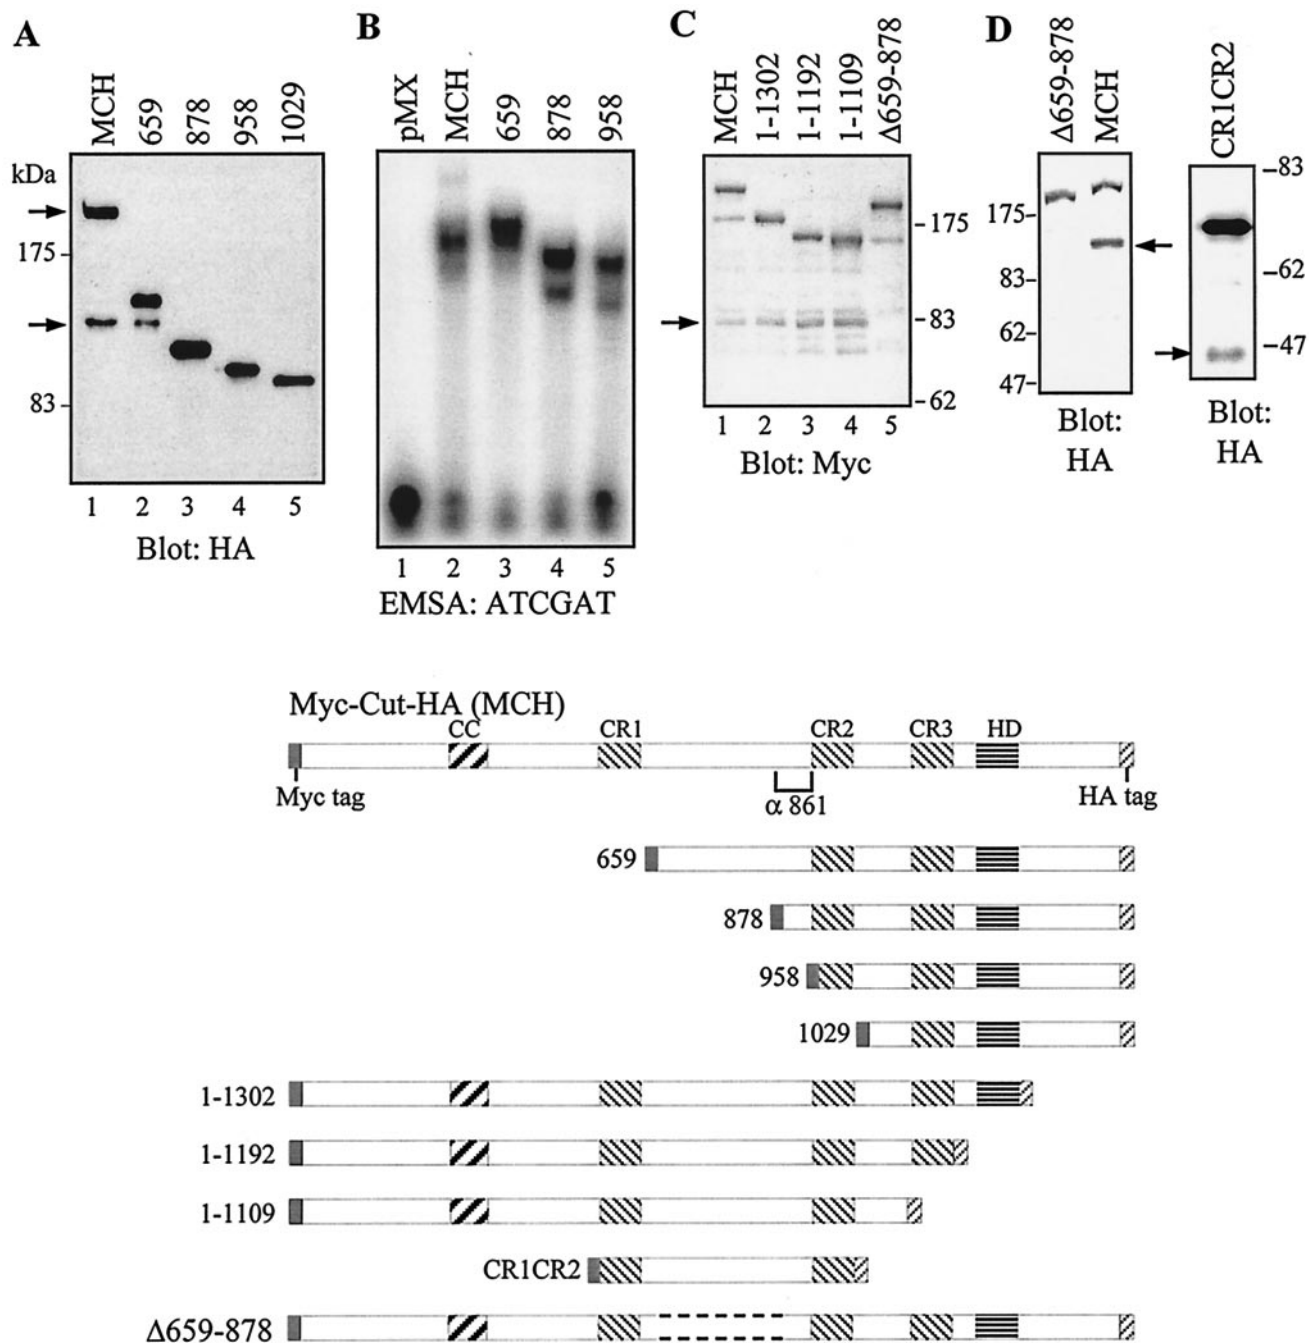 A
MCH 659 878 958 1029
kDa
175
83
1 2 3 4 5
Blot: HA
B
pMX MCH 659 878 958
1 2 3 4 5
EMSA: ATCGAT
C
MCH 1-1302 1-1192 1-1109 Δ659-878
175
83
62
1 2 3 4 5
Blot: Myc
D
Δ659-878 MCH
175
83
62
47
Blot:
HA
CR1CR2
83
62
47
Blot:
HA
Myc-Cut-HA (MCH)
CC CR1 CR2 CR3 HD
Myc tag α 861 HA tag
659
878
958
1029
1-1302
1-1192
1-1109
CR1CR2
Δ659-878